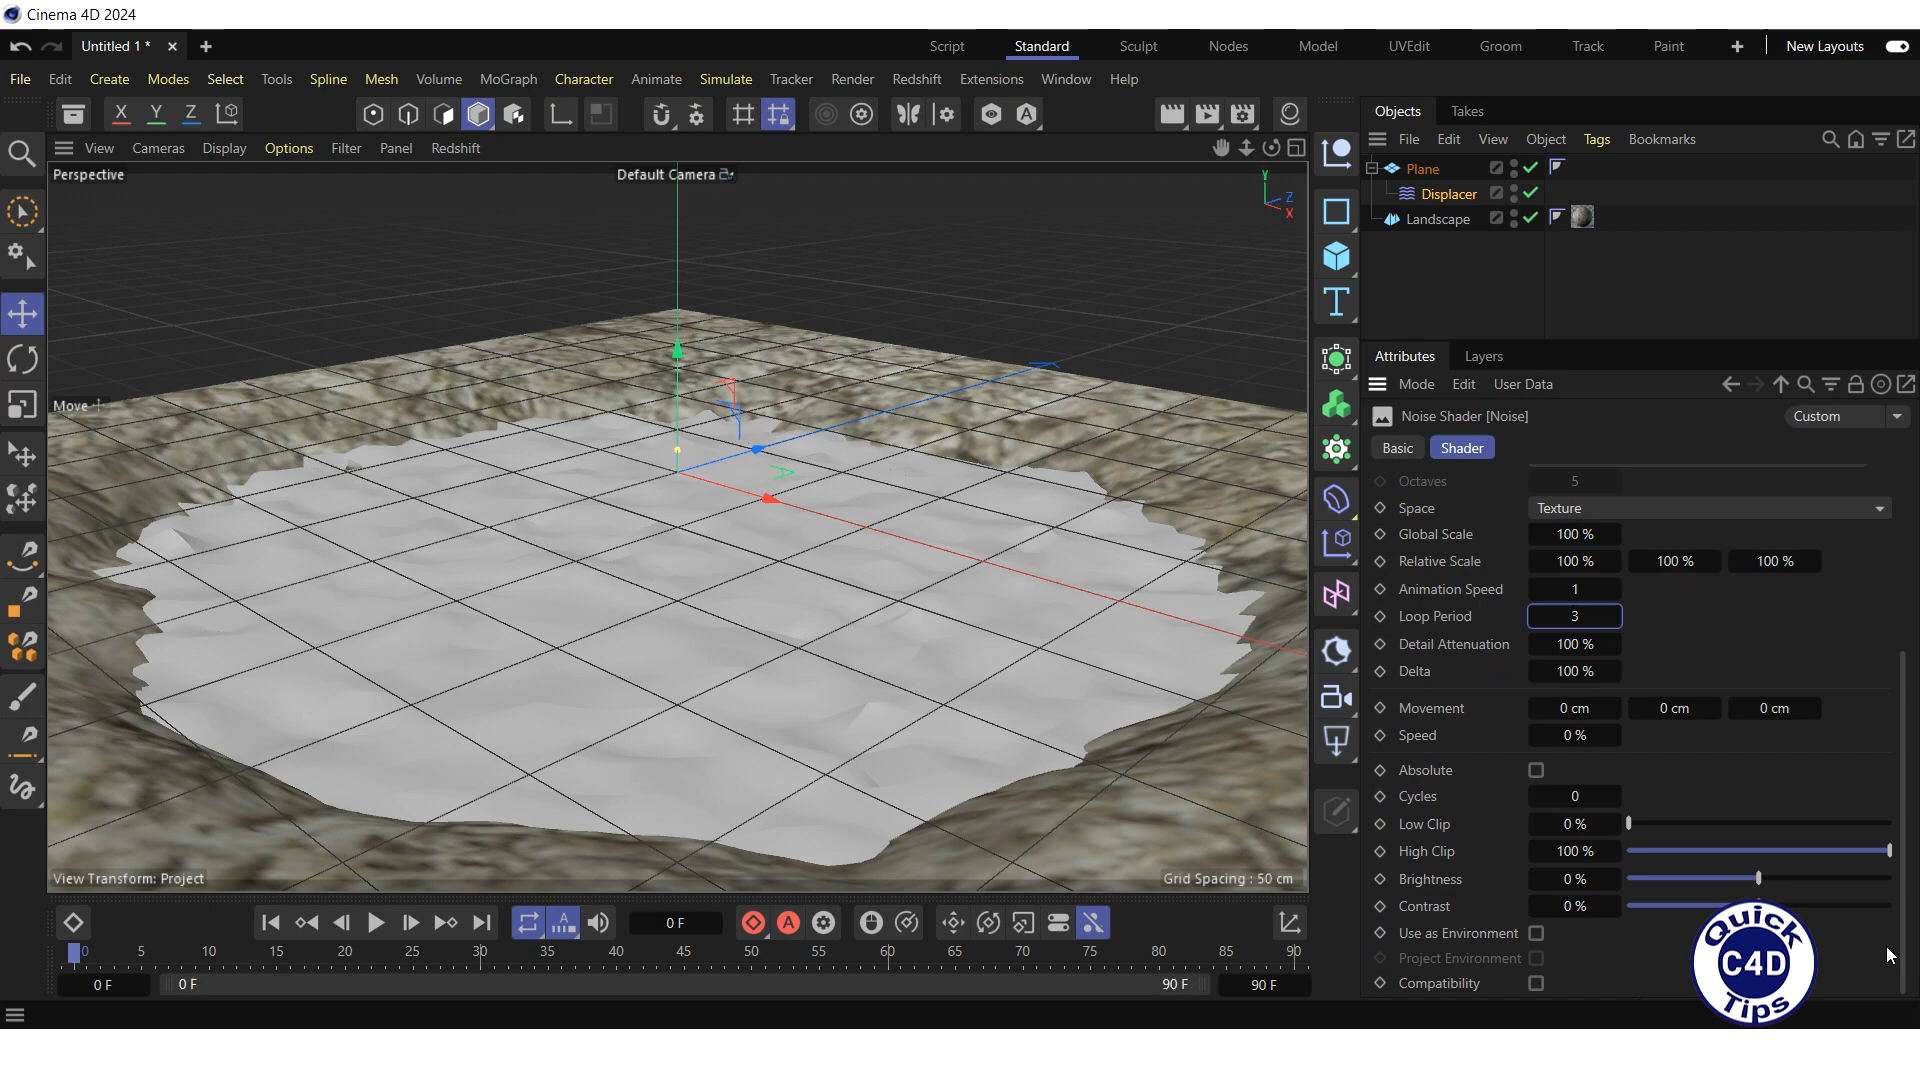 Cinema 4D 2024
Untitled 1 *
Script Standard Sculpt Nodes Model UVEdit Groom Track Paint New Layouts
File Edit Create Modes Select Tools Spline Mesh Volume MoGraph Character Animate Simulate Tracker Render Redshift Extensions Window Help
X Y Z
Objects Takes
File Edit View Object Tags Bookmarks
View Cameras Display Options Filter Panel Redshift
Perspective
Default Camera
Y
Z
X
Plane
Displacer
Landscape
Attributes Layers
Mode Edit User Data
Move
Noise Shader [Noise]
Custom
Basic Shader
Octaves 5
Space Texture
Global Scale 100 %
Relative Scale 100 % 100 % 100 %
Animation Speed 1
Loop Period 3
Detail Attenuation 100 %
Delta 100 %
Movement 0 cm 0 cm 0 cm
Speed 0 %
Absolute
Cycles 0
Low Clip 0 %
High Clip 100 %
Brightness 0 %
Contrast 0 %
Use as Environment
Project Environment
Compatibility
View Transform: Project
Grid Spacing : 50 cm
0 F
0 5 10 15 20 25 30 35 40 45 50 55 60 65 70 75 80 85 90
0 F 0 F 90 F 90 F
Quick
C4D
Tips